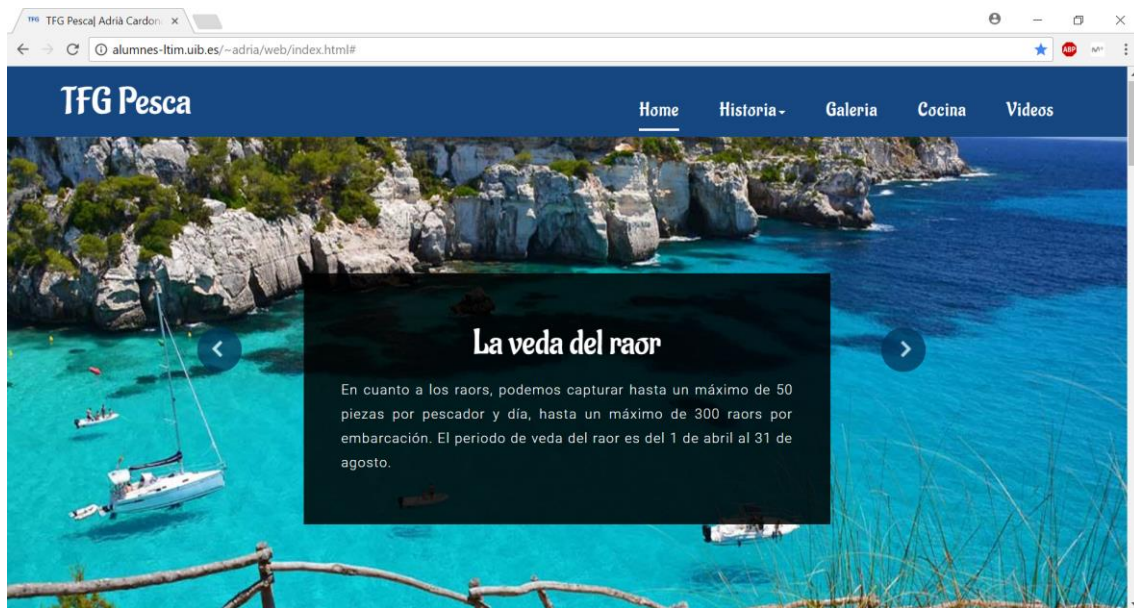 TFG Pesca| Adrià Cardon
alumnes-ltim.uib.es/~adria/web/index.html#
ABP
TFG Pesca
Home Historia Galeria Cocina Videos
La veda del raor
En cuanto a los raors, podemos capturar hasta un máximo de 50
piezas por pescador y día, hasta un máximo de 300 raors por
embarcación. El periodo de veda del raor es del 1 de abril al 31 de
agosto.